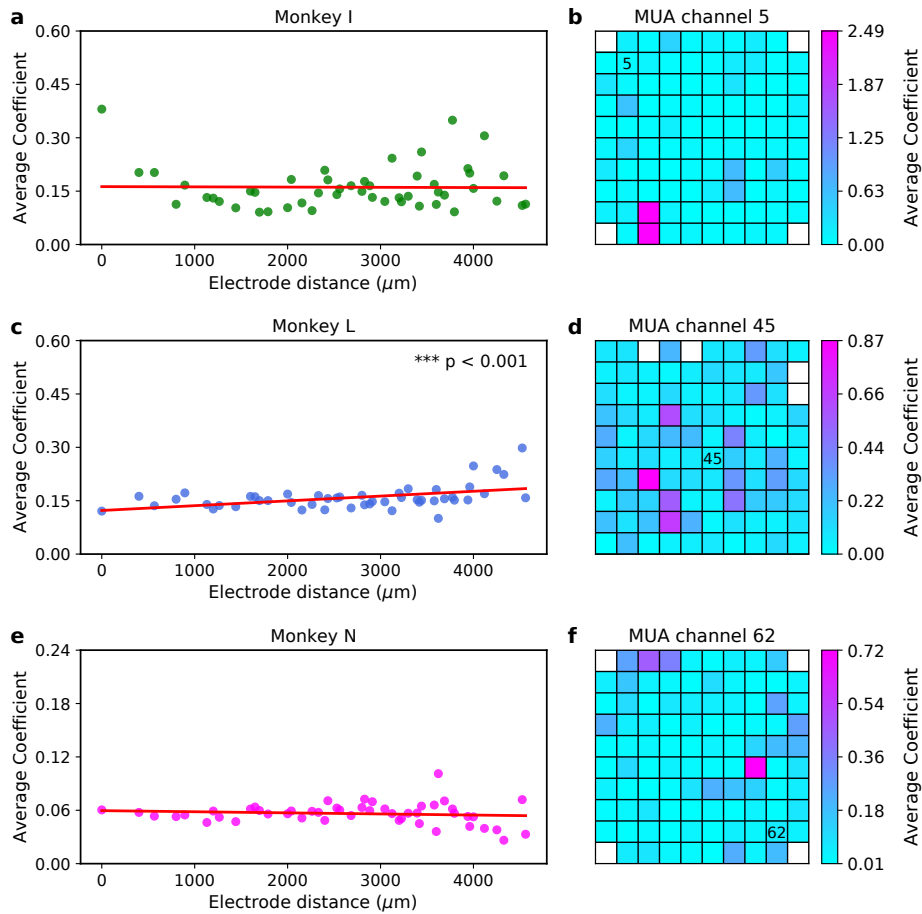 a
Monkey I
0.60
0.45
0.30
0.15
0.00
Average Coefficient
0
1000
2000
3000
4000
Electrode distance (μm)
b
MUA channel 5
5
2.49
1.87
1.25
0.63
0.00
Average Coefficient
c
Monkey L
*** p < 0.001
0.60
0.45
0.30
0.15
0.00
Average Coefficient
0
1000
2000
3000
4000
Electrode distance (μm)
d
MUA channel 45
45
0.87
0.66
0.44
0.22
0.00
Average Coefficient
e
Monkey N
0.24
0.18
0.12
0.06
0.00
Average Coefficient
0
1000
2000
3000
4000
Electrode distance (μm)
f
MUA channel 62
62
0.72
0.54
0.36
0.18
0.01
Average Coefficient